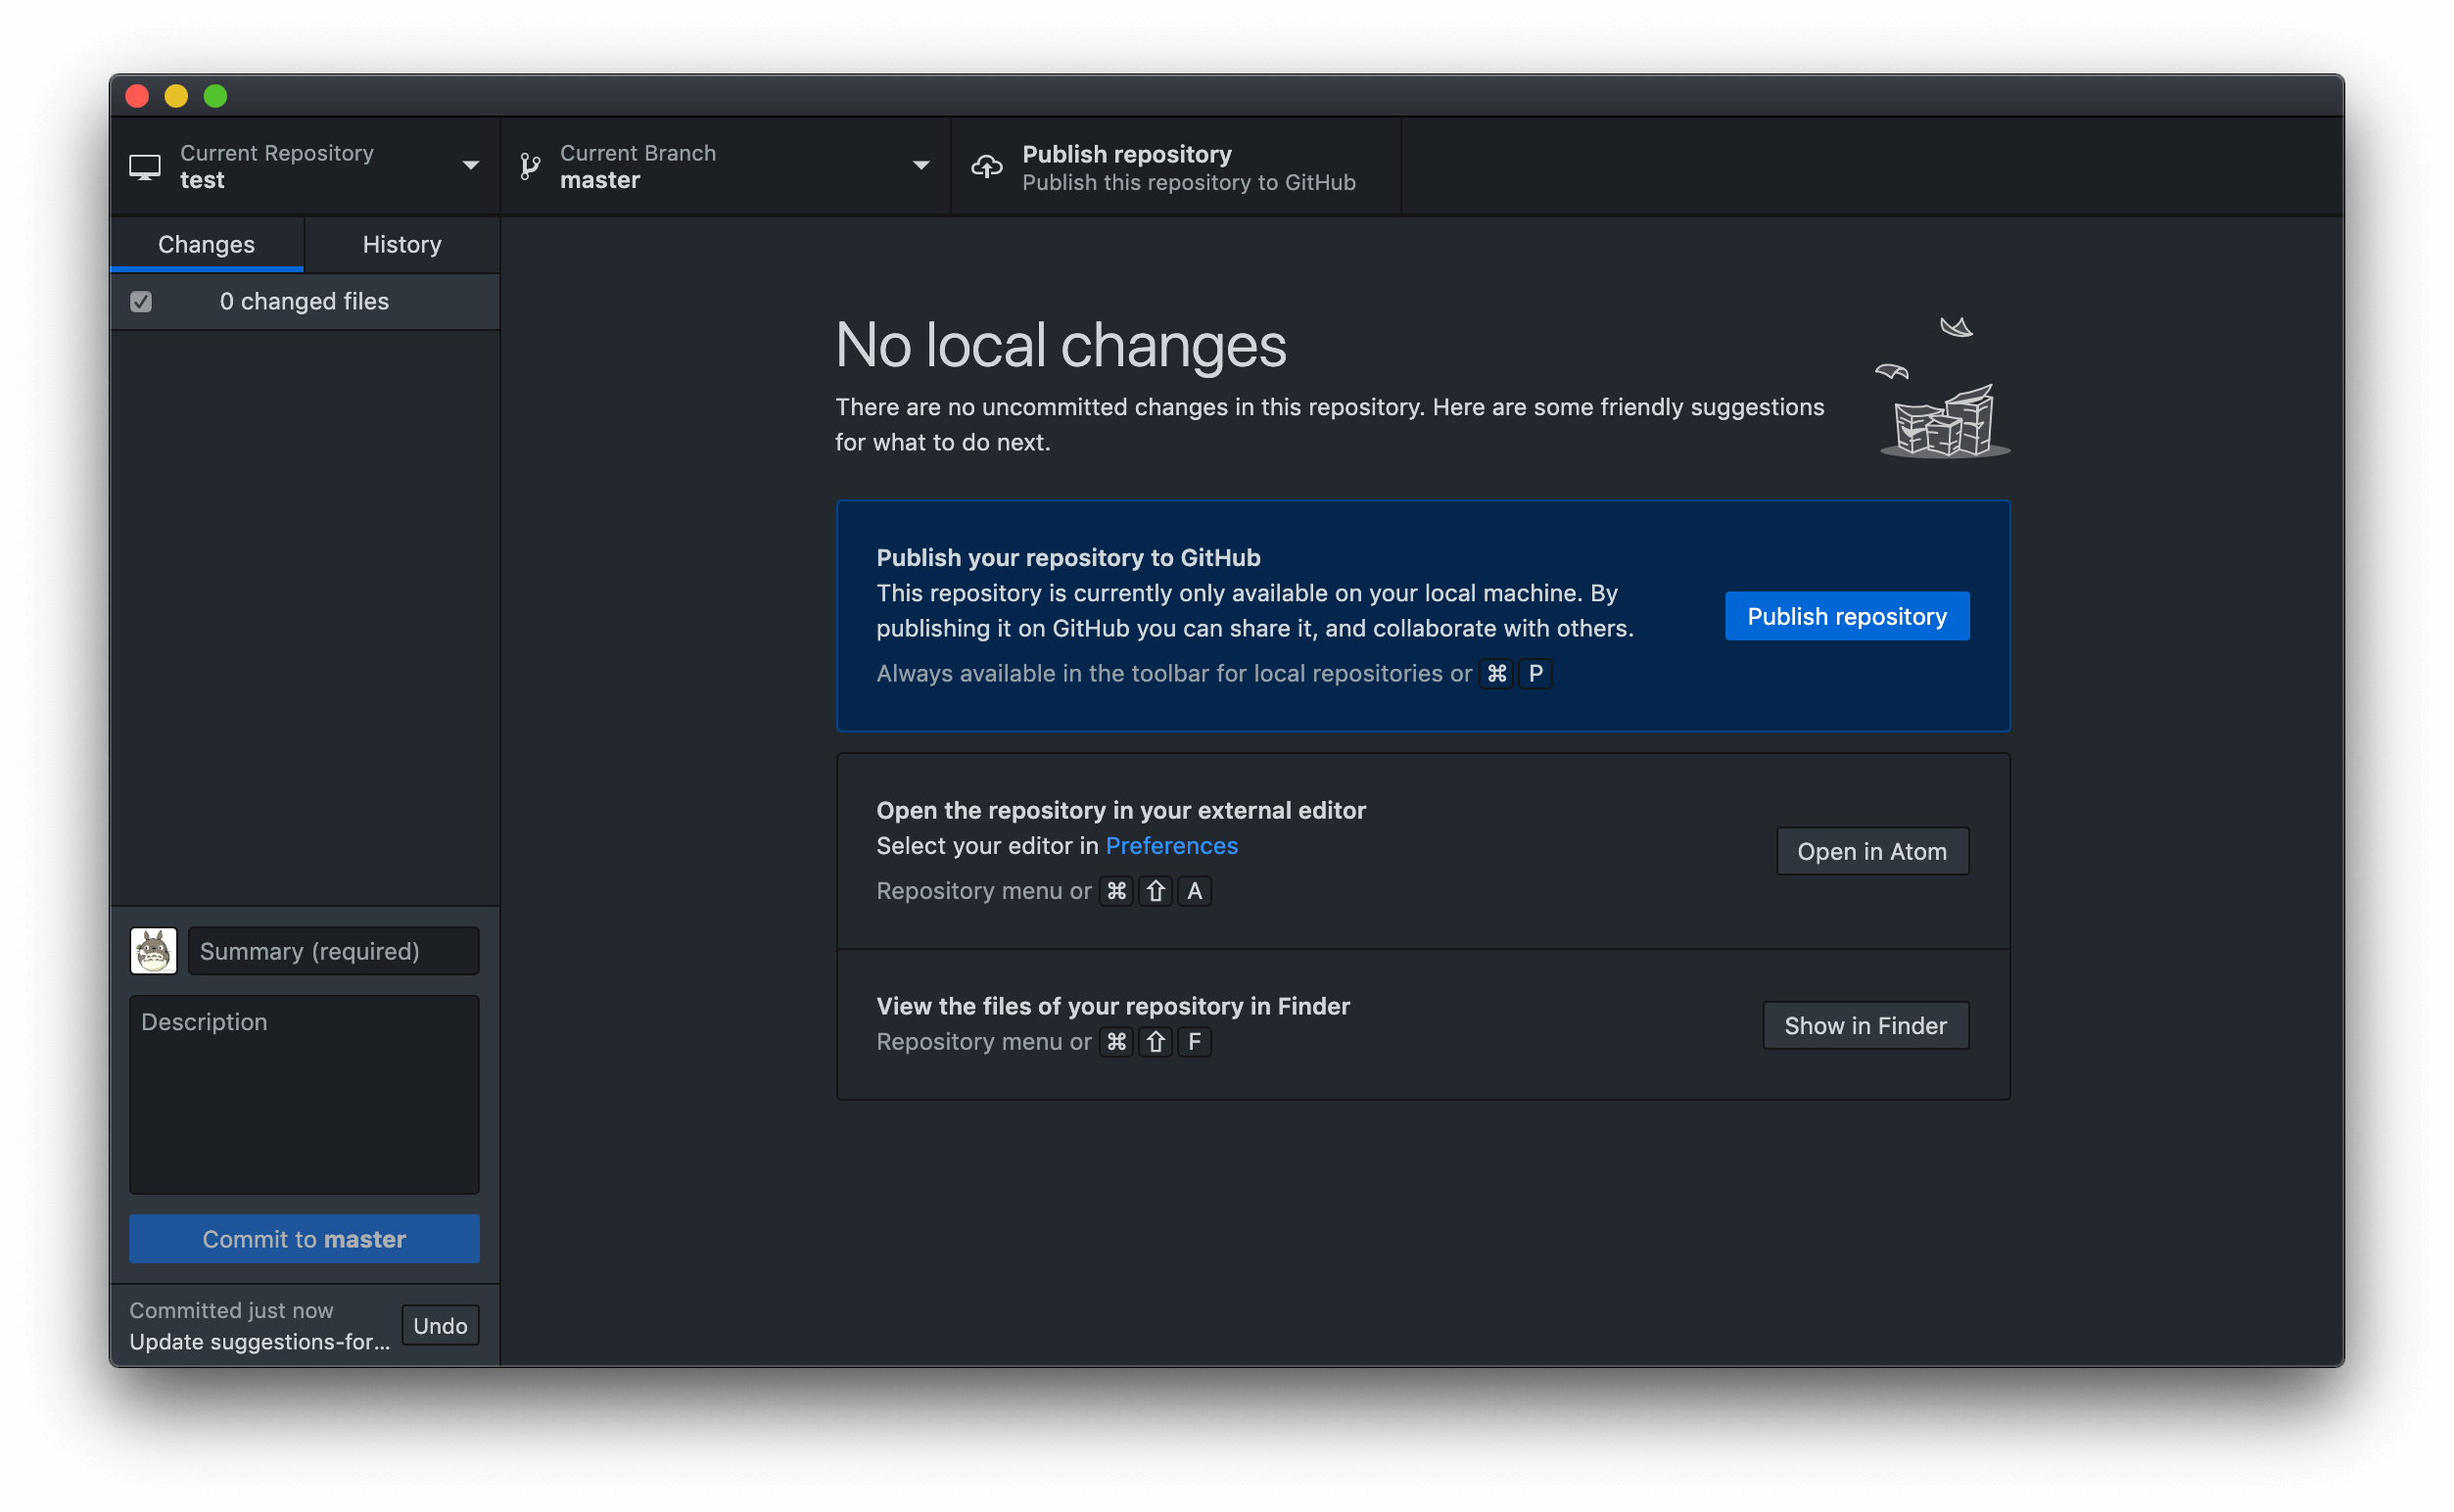 Current Repository
test
Current Branch
master
Publish repository
Publish this repository to GitHub
Changes
History
0 changed files
No local changes
There are no uncommitted changes in this repository. Here are some friendly suggestions
for what to do next.
Publish your repository to GitHub
This repository is currently only available on your local machine. By
publishing it on GitHub you can share it, and collaborate with others.
Always available in the toolbar for local repositories or ⌘ P
Publish repository
Open the repository in your external editor
Select your editor in Preferences
Repository menu or ⌘ ⇧ A
Open in Atom
View the files of your repository in Finder
Repository menu or ⌘ ⇧ F
Show in Finder
Summary (required)
Description
Commit to master
Committed just now
Update suggestions-for...
Undo